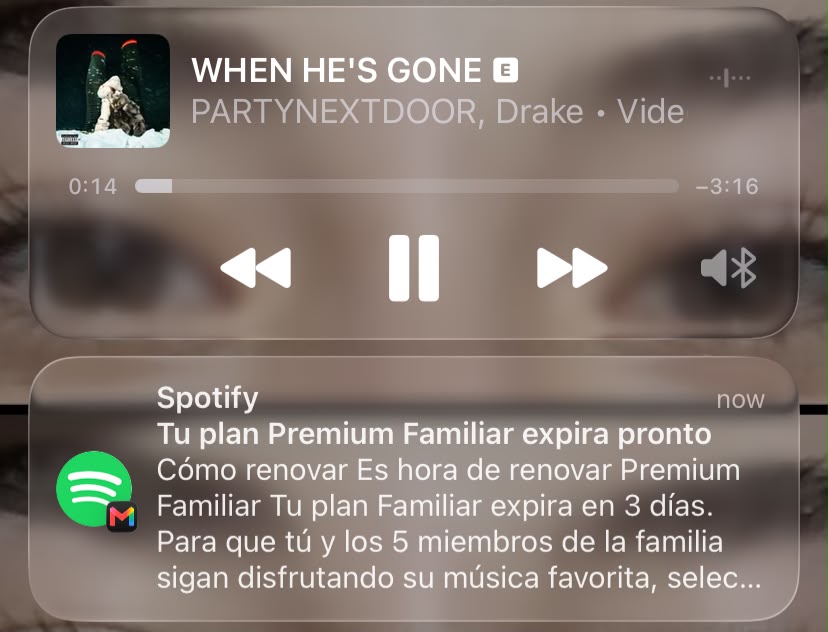 WHEN HE'S GONE E
PARTYNEXTDOOR, Drake • Vide
0:14
−3:16
Spotify
now
Tu plan Premium Familiar expira pronto
Cómo renovar Es hora de renovar Premium
Familiar Tu plan Familiar expira en 3 días.
Para que tú y los 5 miembros de la familia
sigan disfrutando su música favorita, selec...